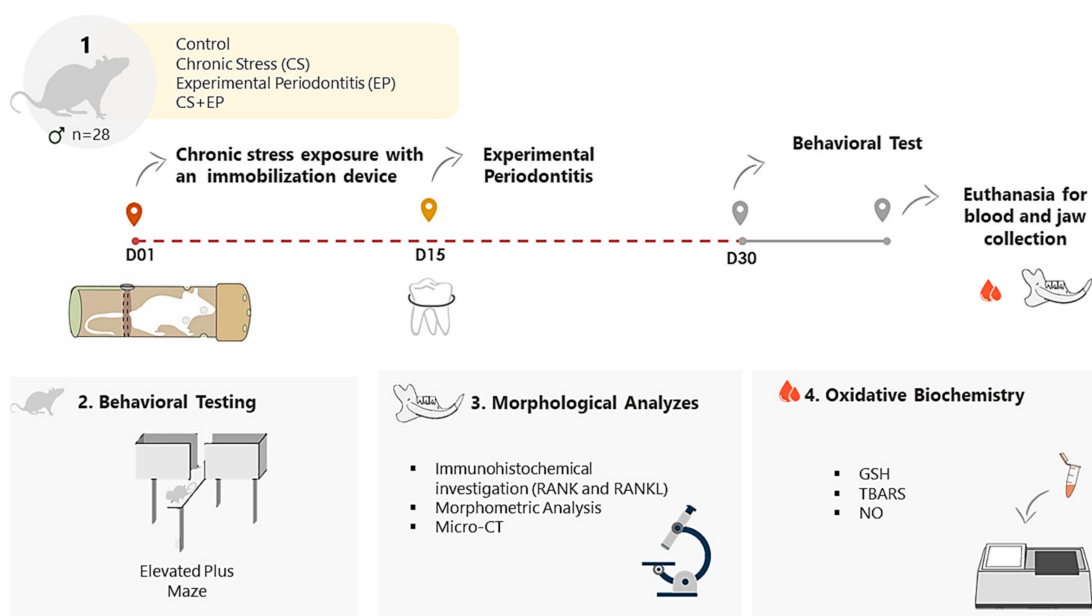 1
♂ n=28
Control
Chronic Stress (CS)
Experimental Periodontitis (EP)
CS+EP
Chronic stress exposure with
an immobilization device
Experimental
Periodontitis
Behavioral Test
Euthanasia for
blood and jaw
collection
D01
D15
D30
2. Behavioral Testing
Elevated Plus
Maze
3. Morphological Analyzes
▪ Immunohistochemical
investigation (RANK and RANKL)
▪ Morphometric Analysis
▪ Micro-CT
4. Oxidative Biochemistry
▪ GSH
▪ TBARS
▪ NO